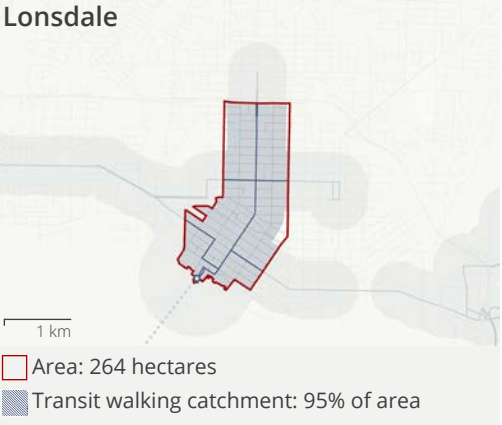 Lonsdale
1 km
Area: 264 hectares
Transit walking catchment: 95% of area